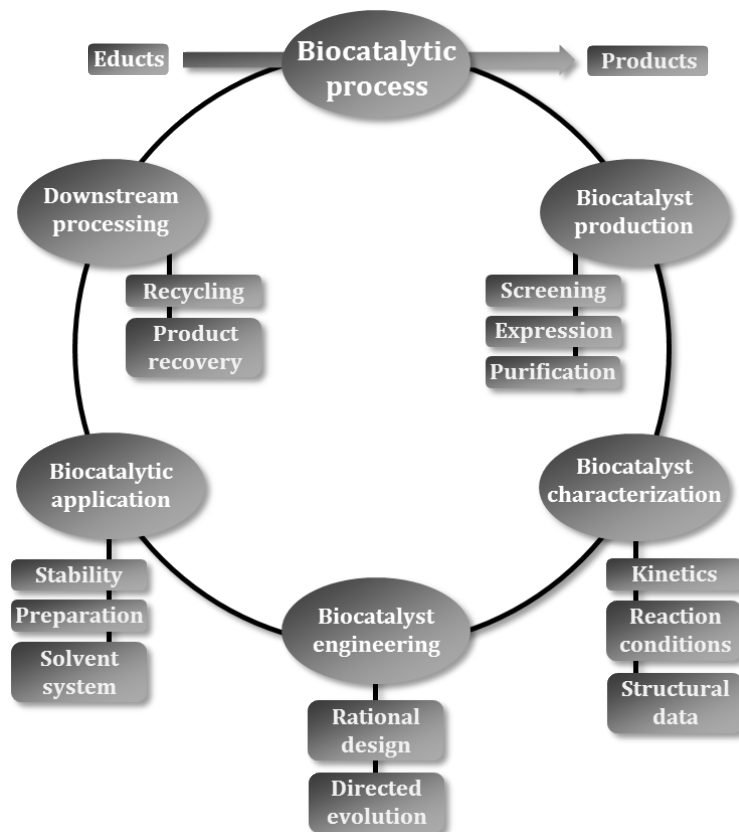 Educts
Biocatalytic
process
Products
Downstream
processing
Recycling
Product
recovery
Biocatalyst
production
Screening
Expression
Purification
Biocatalytic
application
Stability
Preparation
Solvent
system
Biocatalyst
engineering
Rational
design
Directed
evolution
Biocatalyst
characterization
Kinetics
Reaction
conditions
Structural
data